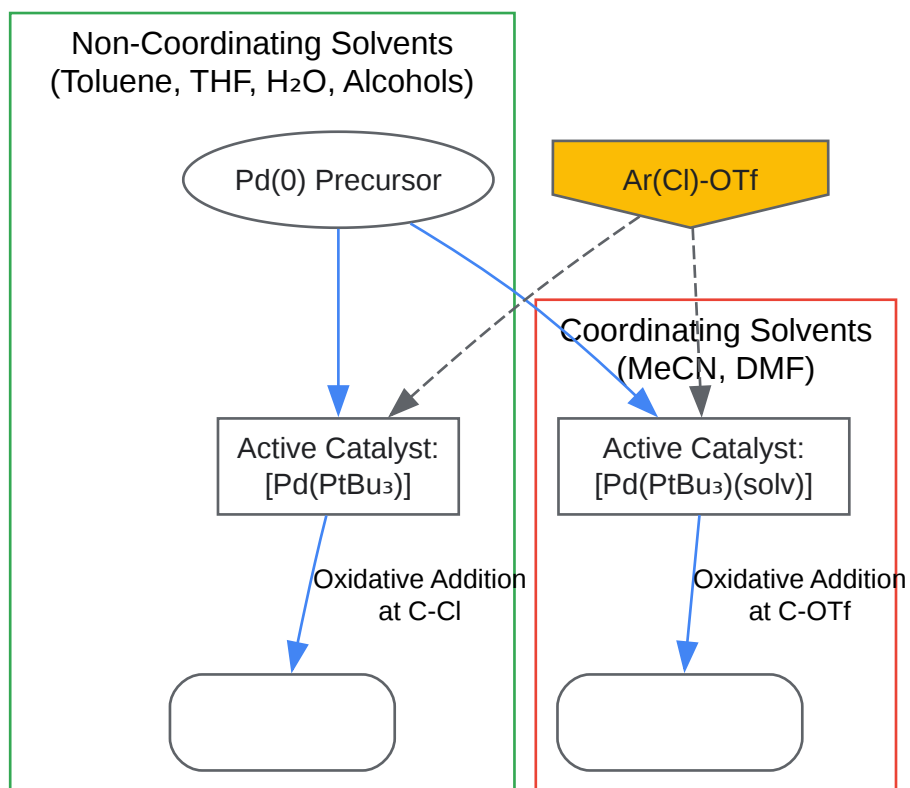 Non-Coordinating Solvents
(Toluene, THF, H₂O, Alcohols)
Pd(0) Precursor
Ar(Cl)-OTf
Coordinating Solvents
(MeCN, DMF)
Active Catalyst:
[Pd(PtBu₃)]
Active Catalyst:
[Pd(PtBu₃)(solv)]
Oxidative Addition
at C-Cl
Oxidative Addition
at C-OTf